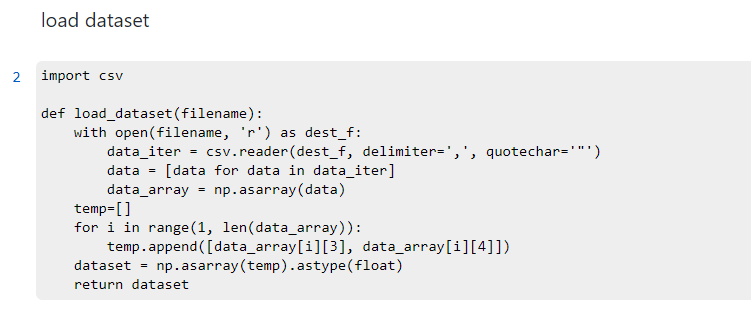 load dataset
2
import csv
def load_dataset(filename):
    with open(filename, 'r') as dest_f:
        data_iter = csv.reader(dest_f, delimiter=',', quotechar='"')
        data = [data for data in data_iter]
        data_array = np.asarray(data)
    temp=[]
    for i in range(1, len(data_array)):
        temp.append([data_array[i][3], data_array[i][4]])
    dataset = np.asarray(temp).astype(float)
    return dataset